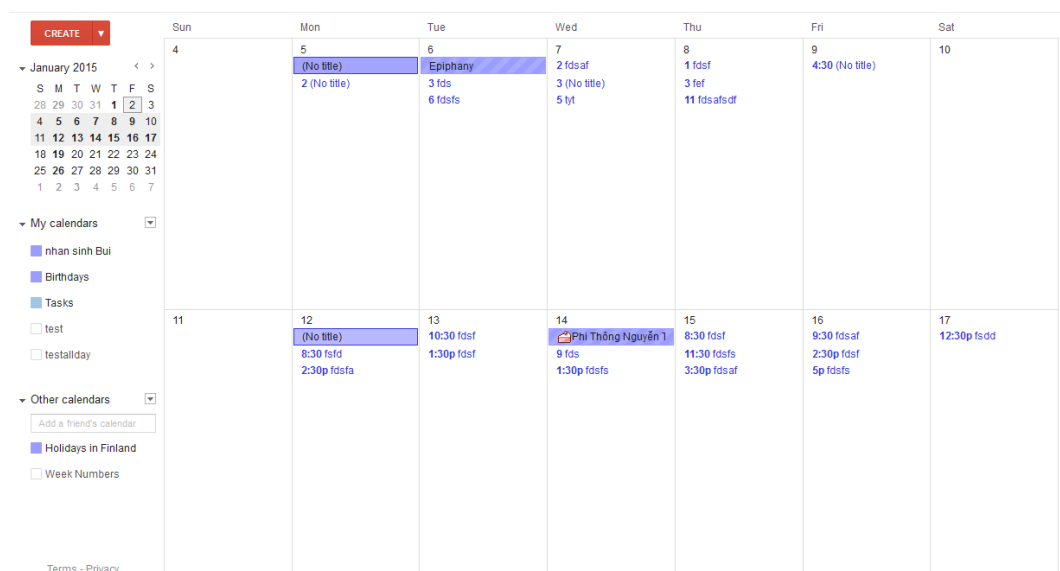 CREATE
January 2015 < >
S M T W T F S
28 29 30 31 1 2 3
4 5 6 7 8 9 10
11 12 13 14 15 16 17
18 19 20 21 22 23 24
25 26 27 28 29 30 31
1 2 3 4 5 6 7
My calendars
nhan sinh Bui
Birthdays
Tasks
test
testallday
Other calendars
Add a friend's calendar
Holidays in Finland
Week Numbers
Terms - Privacy
Sun Mon Tue Wed Thu Fri Sat
4
5
(No title)
2 (No title)
6
Epiphany
3 fds
6 fdsfs
7
2 fdsaf
3 (No title)
5 tyt
8
1 fdsf
3 fef
11 fdsafsdf
9
4:30 (No title)
10
11
12
(No title)
8:30 fsfd
2:30p fdsfa
13
10:30 fdsf
1:30p fdsf
14
Phi Thông Nguyễn
9 fds
1:30p fdsfs
15
8:30 fdsf
11:30 fdsfs
3:30p fdsaf
16
9:30 fdsaf
2:30p fdsf
5p fdsfs
17
12:30p fsdd